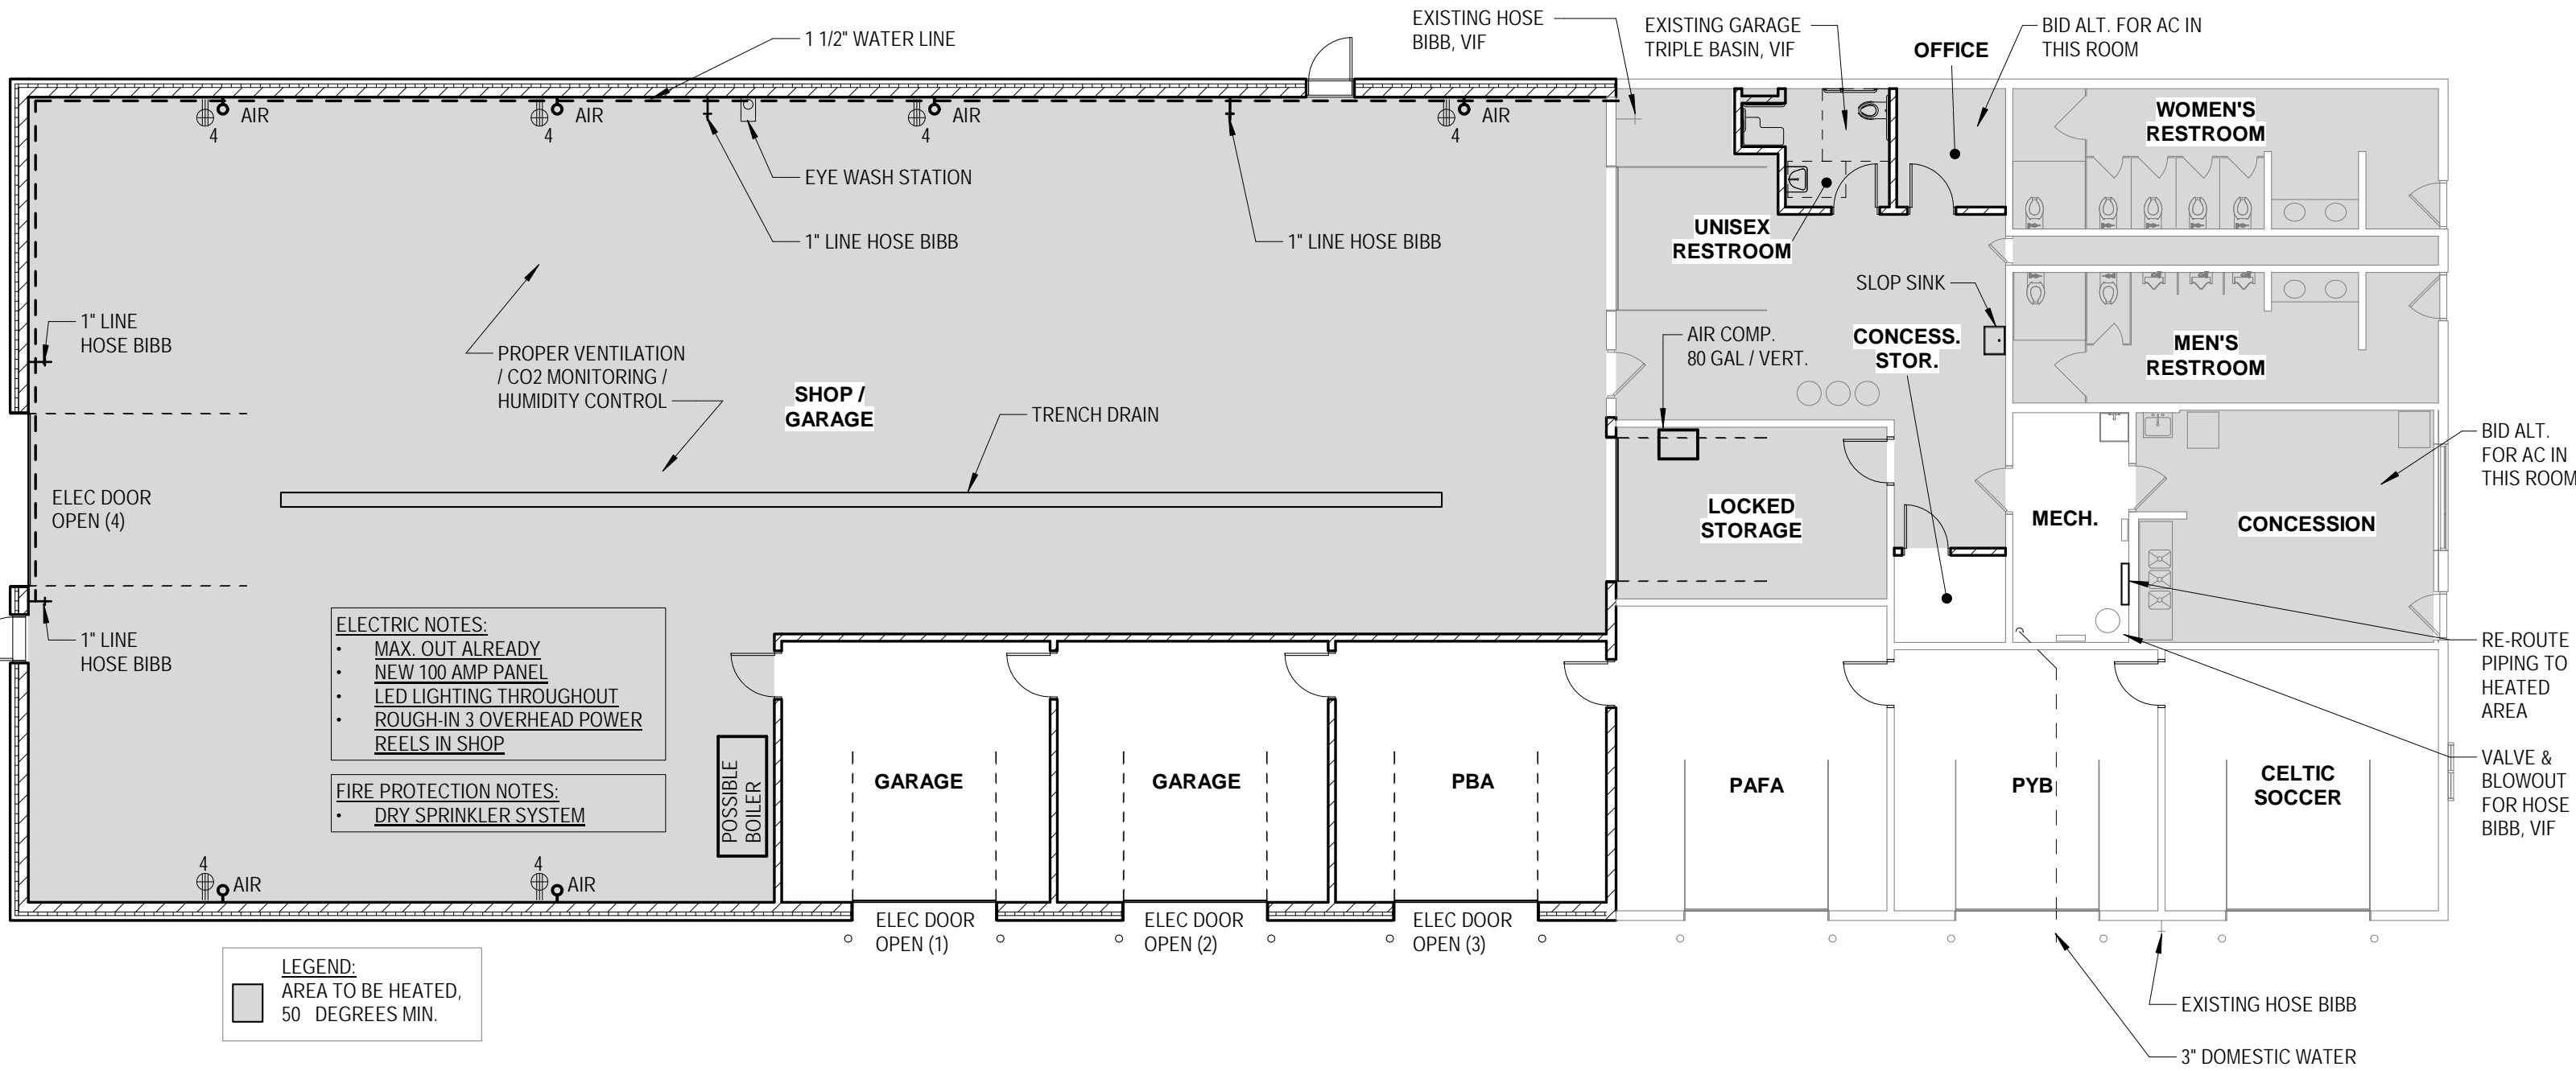 1 1/2" WATER LINE
EXISTING HOSE
BIBB, VIF
EXISTING GARAGE
TRIPLE BASIN, VIF
OFFICE
BID ALT. FOR AC IN
THIS ROOM
AIR
4
AIR
4
AIR
4
AIR
4
WOMEN'S
RESTROOM
EYE WASH STATION
1" LINE HOSE BIBB
1" LINE HOSE BIBB
UNISEX
RESTROOM
SLOP SINK
1" LINE
HOSE BIBB
PROPER VENTILATION
/ CO2 MONITORING /
HUMIDITY CONTROL
SHOP /
GARAGE
TRENCH DRAIN
AIR COMP.
80 GAL / VERT.
CONCESS.
STOR.
MEN'S
RESTROOM
BID ALT.
FOR AC IN
THIS ROOM
ELEC DOOR
OPEN (4)
LOCKED
STORAGE
MECH.
CONCESSION
1" LINE
HOSE BIBB
ELECTRIC NOTES:
• MAX. OUT ALREADY
• NEW 100 AMP PANEL
• LED LIGHTING THROUGHOUT
• ROUGH-IN 3 OVERHEAD POWER
REELS IN SHOP
FIRE PROTECTION NOTES:
• DRY SPRINKLER SYSTEM
POSSIBLE
BOILER
GARAGE
GARAGE
PBA
PAFA
PYB
CELTIC
SOCCER
RE-ROUTE
PIPING TO
HEATED
AREA
VALVE &
BLOWOUT
FOR HOSE
BIBB, VIF
4
AIR
4
AIR
ELEC DOOR
OPEN (1)
ELEC DOOR
OPEN (2)
ELEC DOOR
OPEN (3)
LEGEND:
AREA TO BE HEATED,
50 DEGREES MIN.
EXISTING HOSE BIBB
3" DOMESTIC WATER